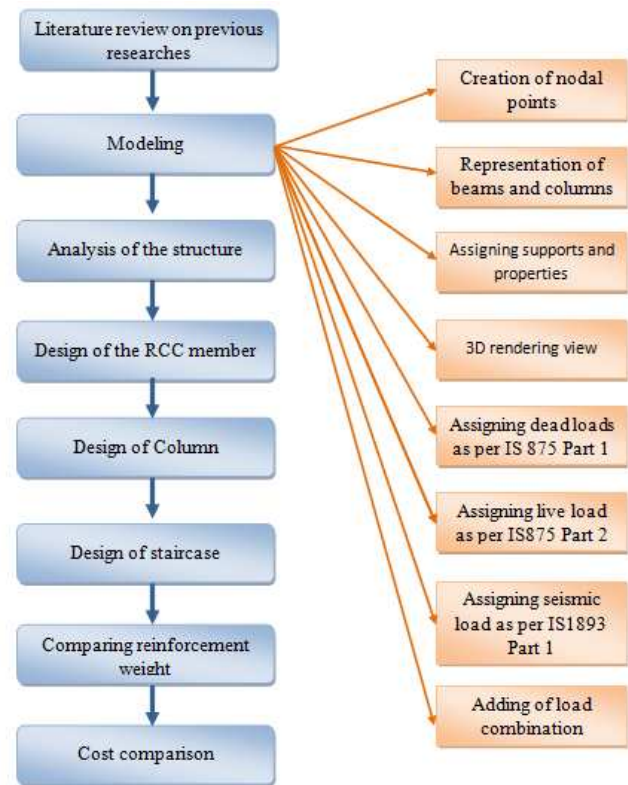 Literature review on previous
researches
Modeling
Analysis of the structure
Design of the RCC member
Design of Column
Design of staircase
Comparing reinforcement
weight
Cost comparison
Creation of nodal
points
Representation of
beams and columns
Assigning supports and
properties
3D rendering view
Assigning dead loads
as per IS 875 Part 1
Assigning live load
as per IS875 Part 2
Assigning seismic
load as per IS1893
Part 1
Adding of load
combination